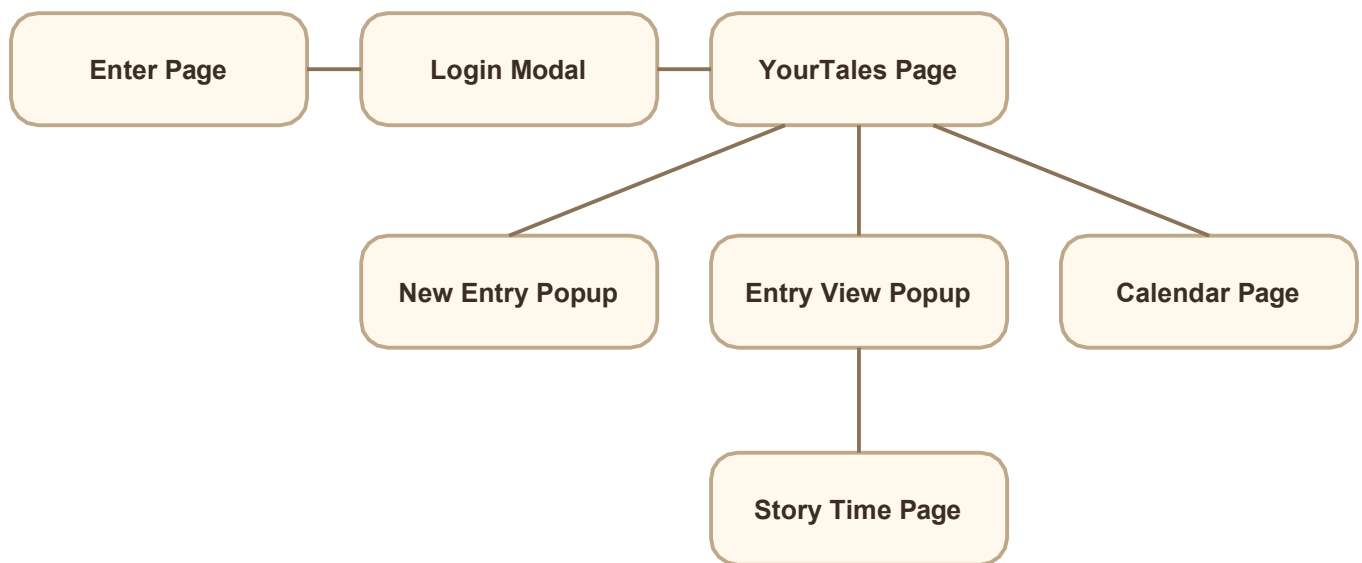 Enter Page
Login Modal
YourTales Page
New Entry Popup
Entry View Popup
Calendar Page
Story Time Page